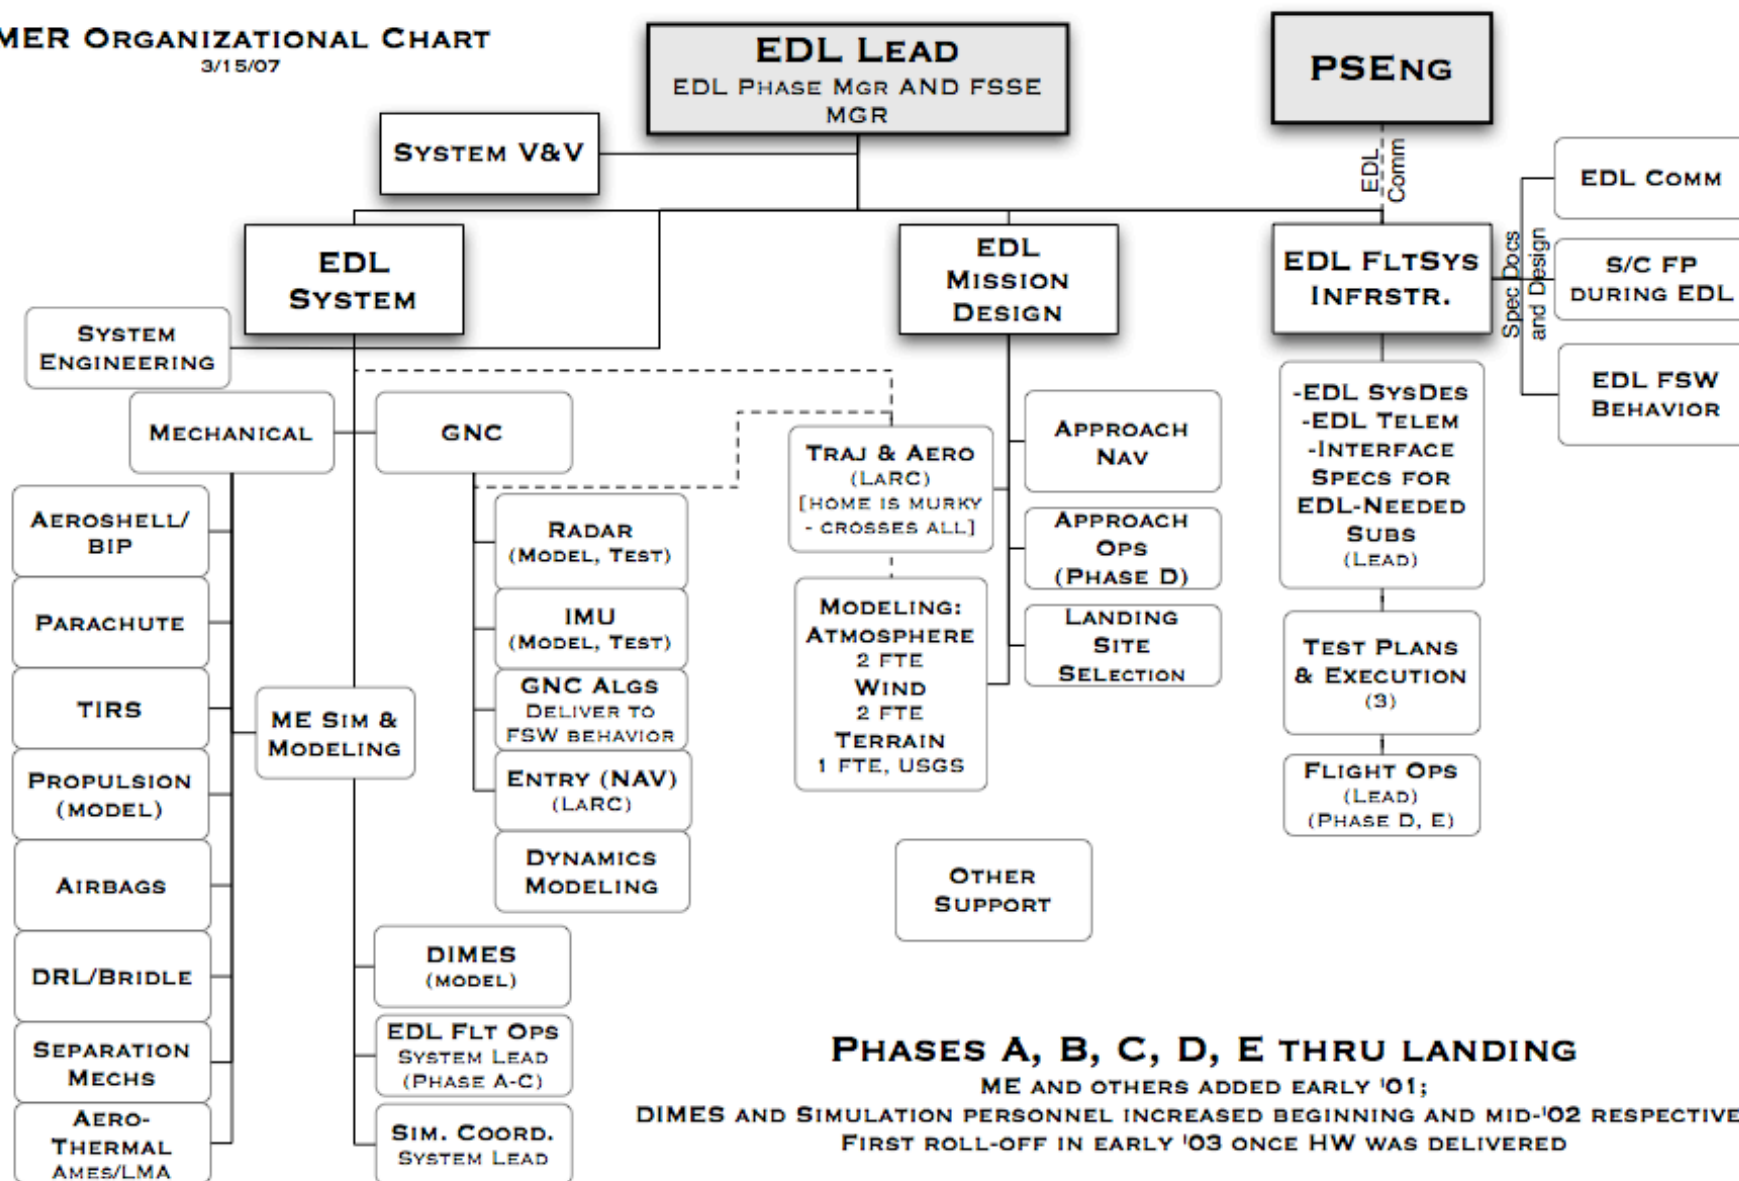 MER ORGANIZATIONAL CHART
3/15/07
EDL LEAD
EDL PHASE MGR AND FSSE
MGR
PSENG
SYSTEM V&V
EDL
Comm
EDL COMM
S/C FP
DURING EDL
EDL FSW
BEHAVIOR
Spec Docs
and Design
EDL
SYSTEM
EDL
MISSION
DESIGN
EDL FLTSYS
INFRSTR.
SYSTEM
ENGINEERING
MECHANICAL
GNC
AEROSHELL/
BIP
PARACHUTE
TIRS
PROPULSION
(MODEL)
AIRBAGS
DRL/BRIDLE
SEPARATION
MECHS
AERO-
THERMAL
AMES/LMA
ME SIM &
MODELING
RADAR
(MODEL, TEST)
IMU
(MODEL, TEST)
GNC ALGS
DELIVER TO
FSW BEHAVIOR
ENTRY (NAV)
(LARC)
DYNAMICS
MODELING
DIMES
(MODEL)
EDL FLT OPS
SYSTEM LEAD
(PHASE A-C)
SIM. COORD.
SYSTEM LEAD
TRAJ & AERO
(LARC)
[HOME IS MURKY
- CROSSES ALL]
MODELING:
ATMOSPHERE
2 FTE
WIND
2 FTE
TERRAIN
1 FTE, USGS
APPROACH
NAV
APPROACH
OPS
(PHASE D)
LANDING
SITE
SELECTION
-EDL SYSDES
-EDL TELEM
-INTERFACE
SPECS FOR
EDL-NEEDED
SUBS
(LEAD)
TEST PLANS
& EXECUTION
(3)
FLIGHT OPS
(LEAD)
(PHASE D, E)
OTHER
SUPPORT
PHASES A, B, C, D, E THRU LANDING
ME AND OTHERS ADDED EARLY '01;
DIMES AND SIMULATION PERSONNEL INCREASED BEGINNING AND MID-'02 RESPECTIVE
FIRST ROLL-OFF IN EARLY '03 ONCE HW WAS DELIVERED